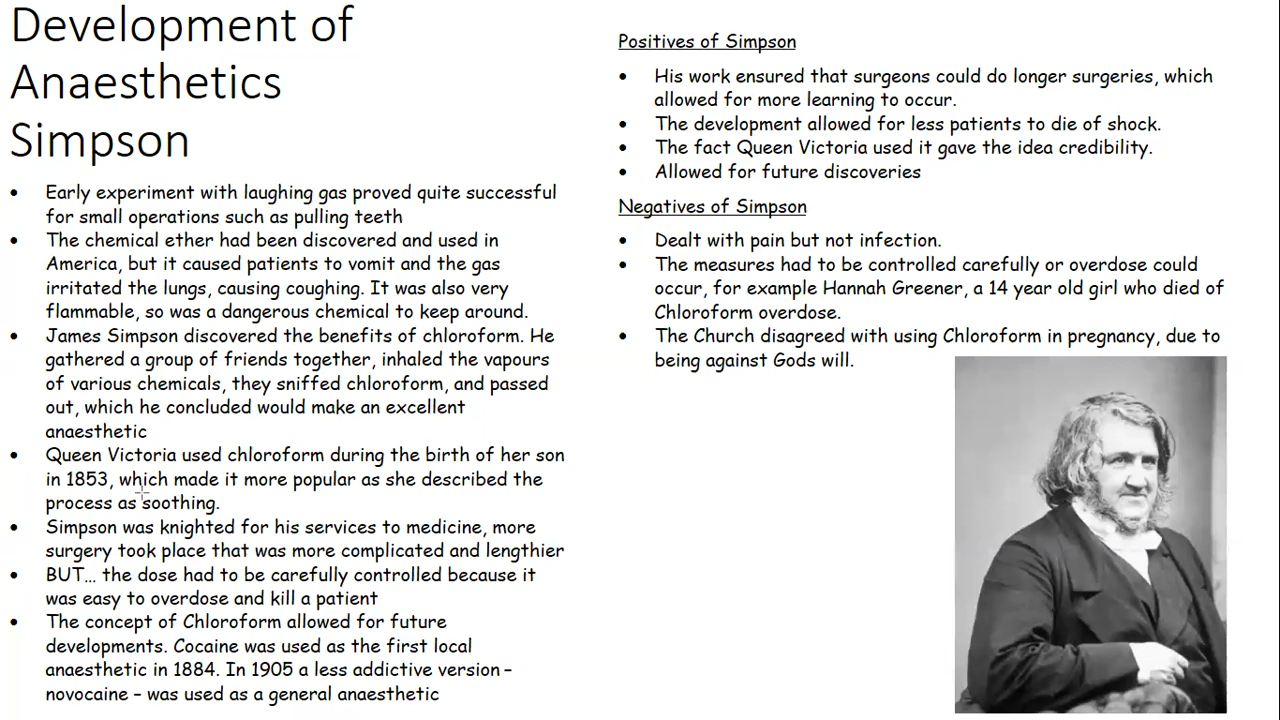 Development of
Anaesthetics
Simpson
• Early experiment with laughing gas proved quite successful
for small operations such as pulling teeth
• The chemical ether had been discovered and used in
America, but it caused patients to vomit and the gas
irritated the lungs, causing coughing. It was also very
flammable, so was a dangerous chemical to keep around.
• James Simpson discovered the benefits of chloroform. He
gathered a group of friends together, inhaled the vapours
of various chemicals, they sniffed chloroform, and passed
out, which he concluded would make an excellent
anaesthetic
• Queen Victoria used chloroform during the birth of her son
in 1853, which made it more popular as she described the
process as soothing.
• Simpson was knighted for his services to medicine, more
surgery took place that was more complicated and lengthier
• BUT... the dose had to be carefully controlled because it
was easy to overdose and kill a patient
• The concept of Chloroform allowed for future
developments. Cocaine was used as the first local
anaesthetic in 1884. In 1905 a less addictive version –
novocaine – was used as a general anaesthetic
Positives of Simpson
• His work ensured that surgeons could do longer surgeries, which
allowed for more learning to occur.
• The development allowed for less patients to die of shock.
• The fact Queen Victoria used it gave the idea credibility.
• Allowed for future discoveries
Negatives of Simpson
• Dealt with pain but not infection.
• The measures had to be controlled carefully or overdose could
occur, for example Hannah Greener, a 14 year old girl who died of
Chloroform overdose.
• The Church disagreed with using Chloroform in pregnancy, due to
being against Gods will.